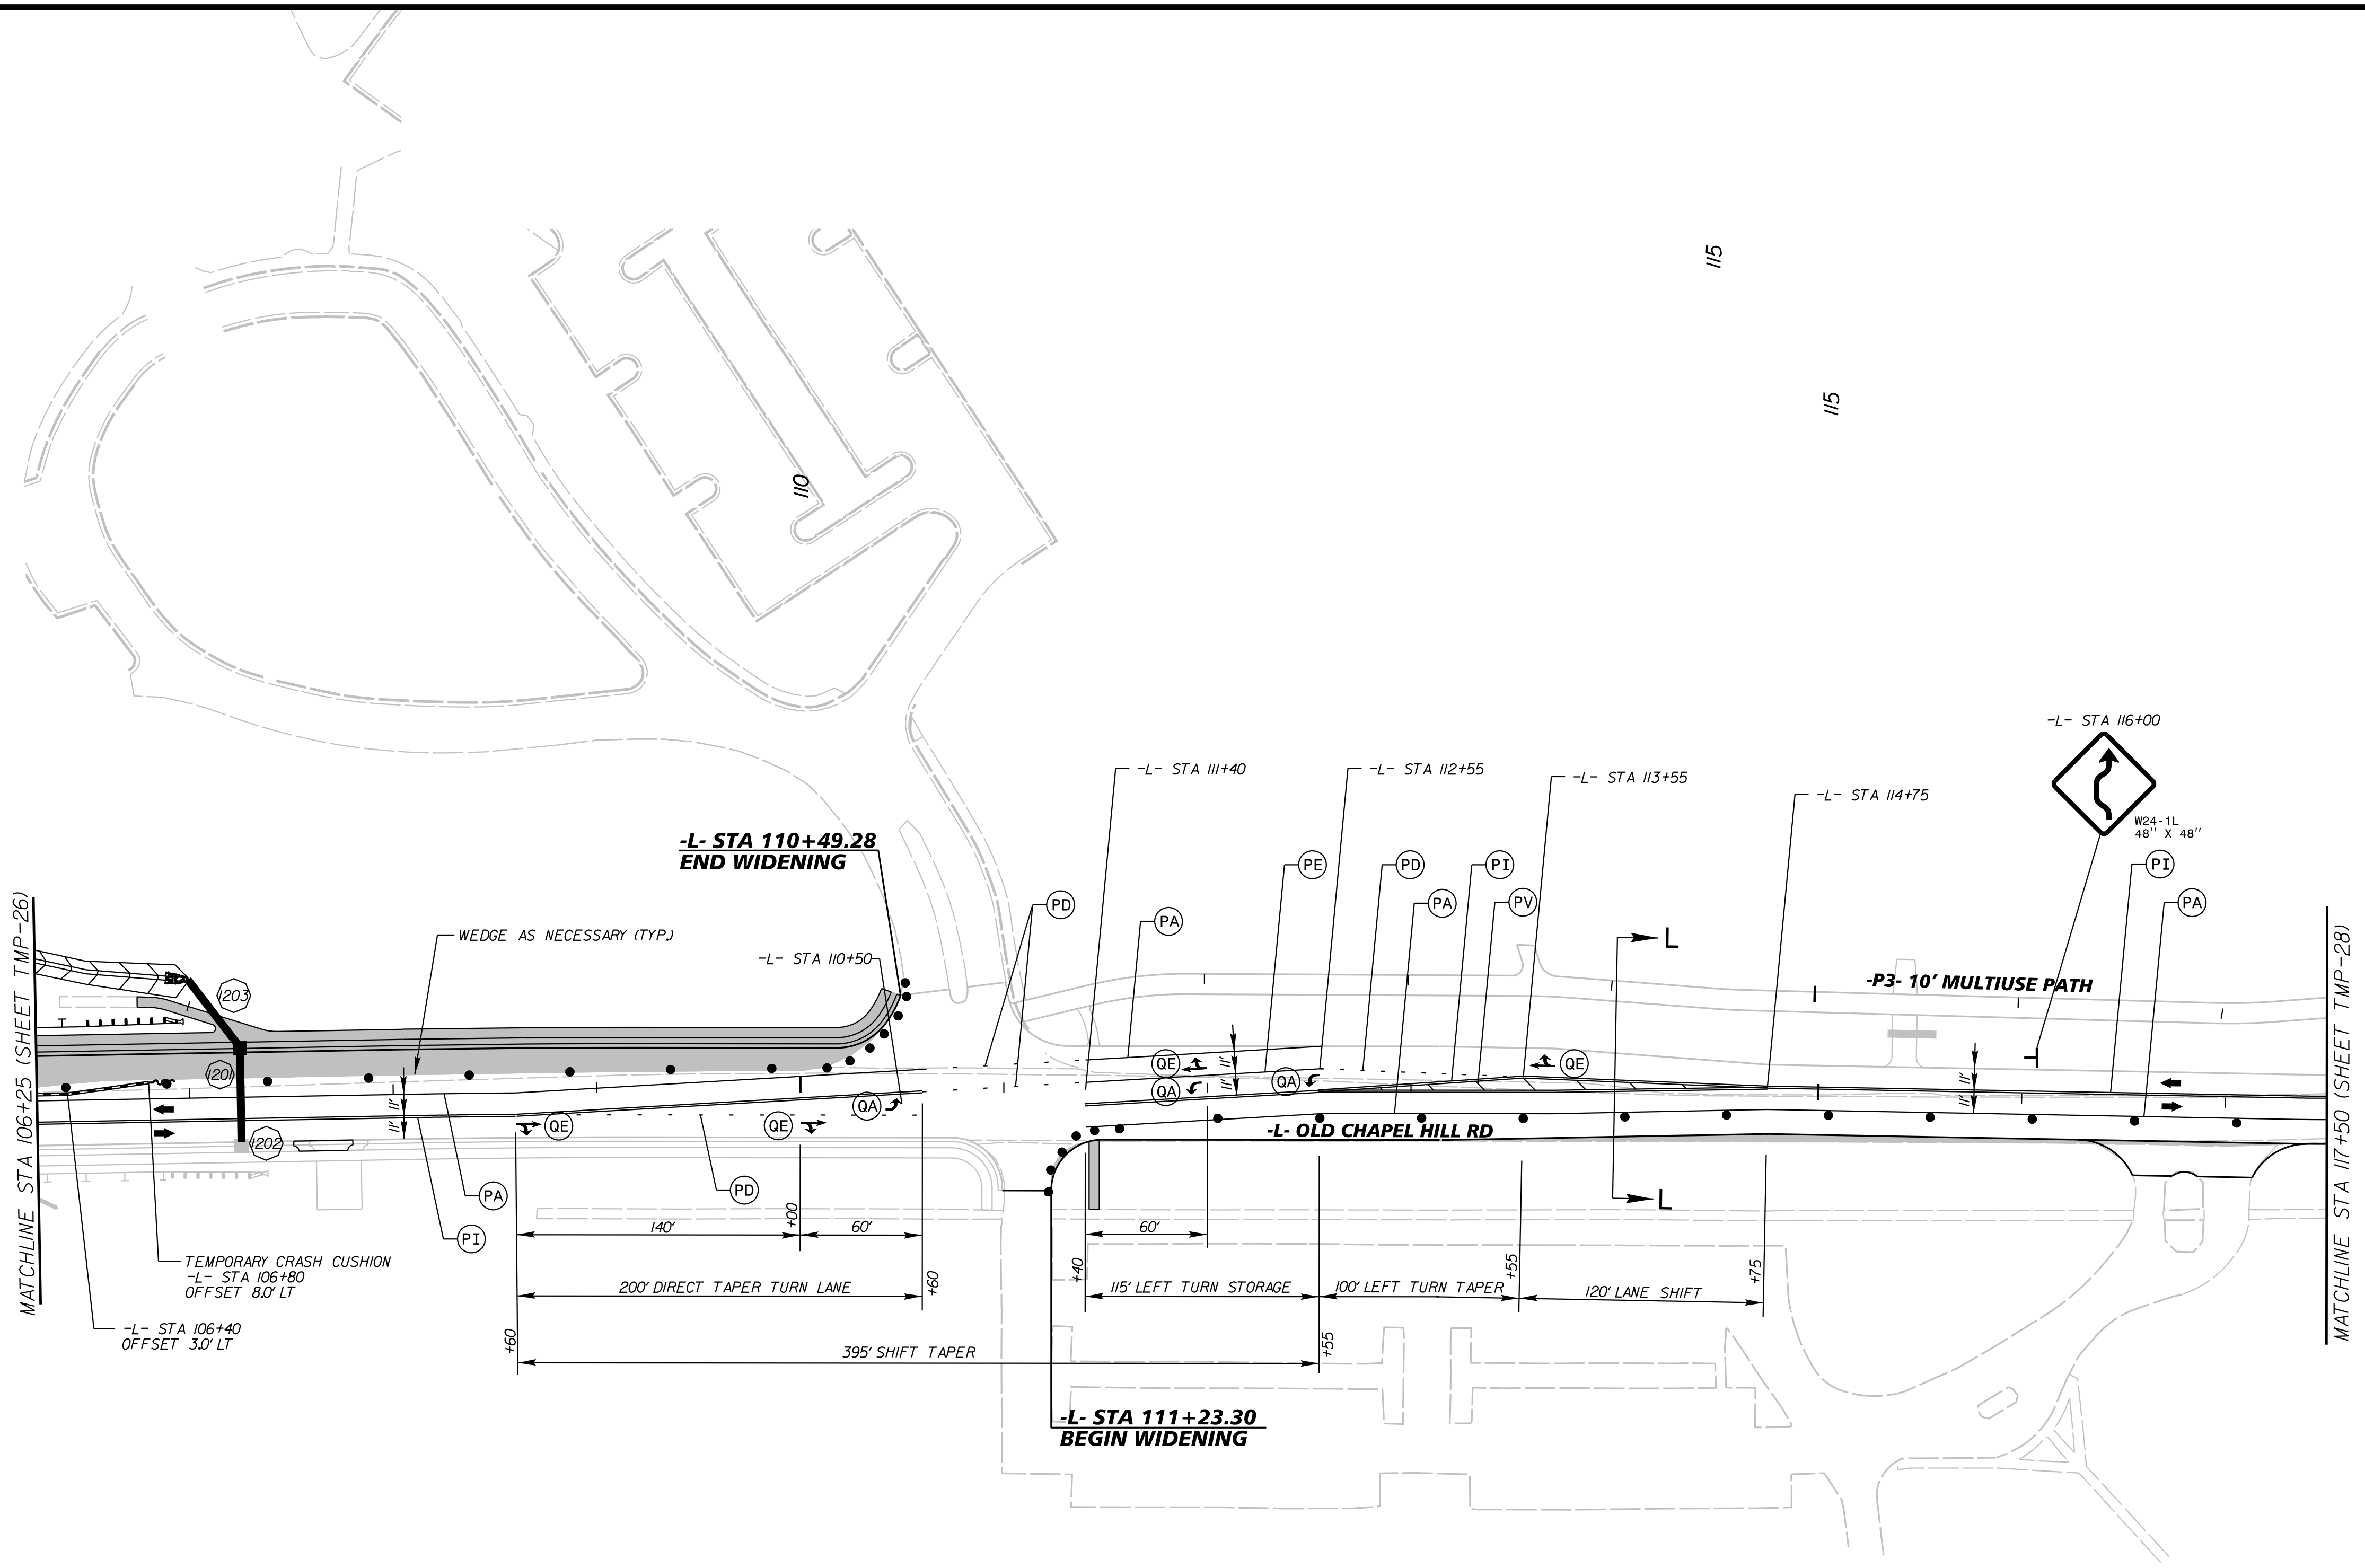 115
115
110
-L- STA 116+00
W24-1L
48" X 48"
-L- STA 111+40
-L- STA 112+55
-L- STA 113+55
-L- STA 114+75
-L- STA 110+49.28
END WIDENING
PE
PD
PI
PI
PD
PA
PA
PV
PA
WEDGE AS NECESSARY (TYP.)
-L- STA 110+50
L
-P3- 10' MULTIUSE PATH
MATCHLINE STA 106+25 (SHEET TMP-26)
MATCHLINE STA 117+50 (SHEET TMP-28)
1203
1201
1202
11'
11'
QE
QE
QA
QE
QA
QA
QE
11'
11'
11'
11'
-L- OLD CHAPEL HILL RD
PA
PD
PI
L
140'
+00
60'
60'
TEMPORARY CRASH CUSHION
-L- STA 106+80
OFFSET 8.0' LT
200' DIRECT TAPER TURN LANE
+60
+40
115' LEFT TURN STORAGE
100' LEFT TURN TAPER
+55
120' LANE SHIFT
+75
-L- STA 106+40
OFFSET 3.0' LT
+60
395' SHIFT TAPER
+55
-L- STA 111+23.30
BEGIN WIDENING